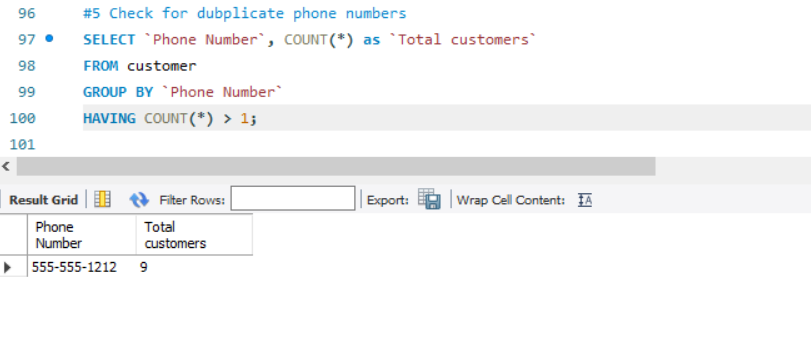 96 #5 Check for dubplicate phone numbers
97 SELECT `Phone Number`, COUNT(*) as `Total customers`
98 FROM customer
99 GROUP BY `Phone Number`
100 HAVING COUNT(*) > 1;
101
Result Grid Filter Rows: Export: Wrap Cell Content:
Phone Total
Number customers
555-555-1212 9